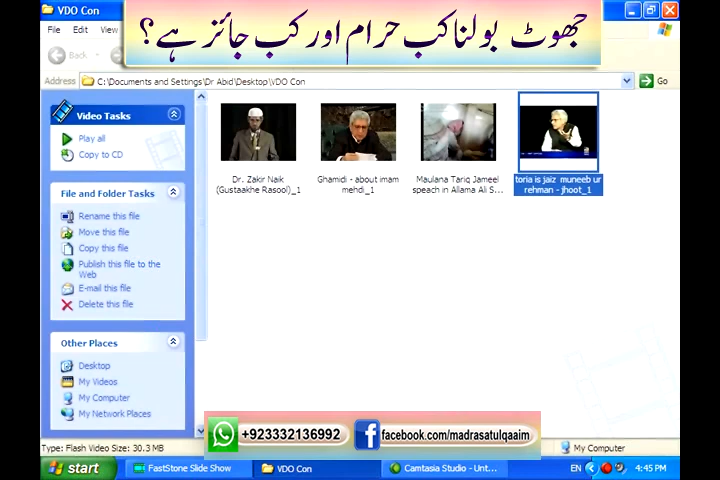 VDO Con
جھوٹ بولنا کب حرام اور کب جائز ہے؟
File Edit View
Back
Address C:\Documents and Settings\Dr Abid\Desktop\VDO Con Go
Video Tasks
Play all
Copy to CD
File and Folder Tasks
Rename this file
Move this file
Copy this file
Publish this file to the
Web
E-mail this file
Delete this file
Other Places
Desktop
My Videos
My Computer
My Network Places
Dr. Zakir Naik
(Gustaakhe Rasool)_1
Ghamidi - about imam
mehdi_1
Maulana Tariq Jameel
speach in Allama Ali S...
toria is jaiz muneeb ur
rehman - jhoot_1
+923332136992 facebook.com/madrasatulqaaim
Type: Flash Video Size: 30.3 MB My Computer
start FastStone Slide Show VDO Con Camtasia Studio - Unt... EN 4:45 PM